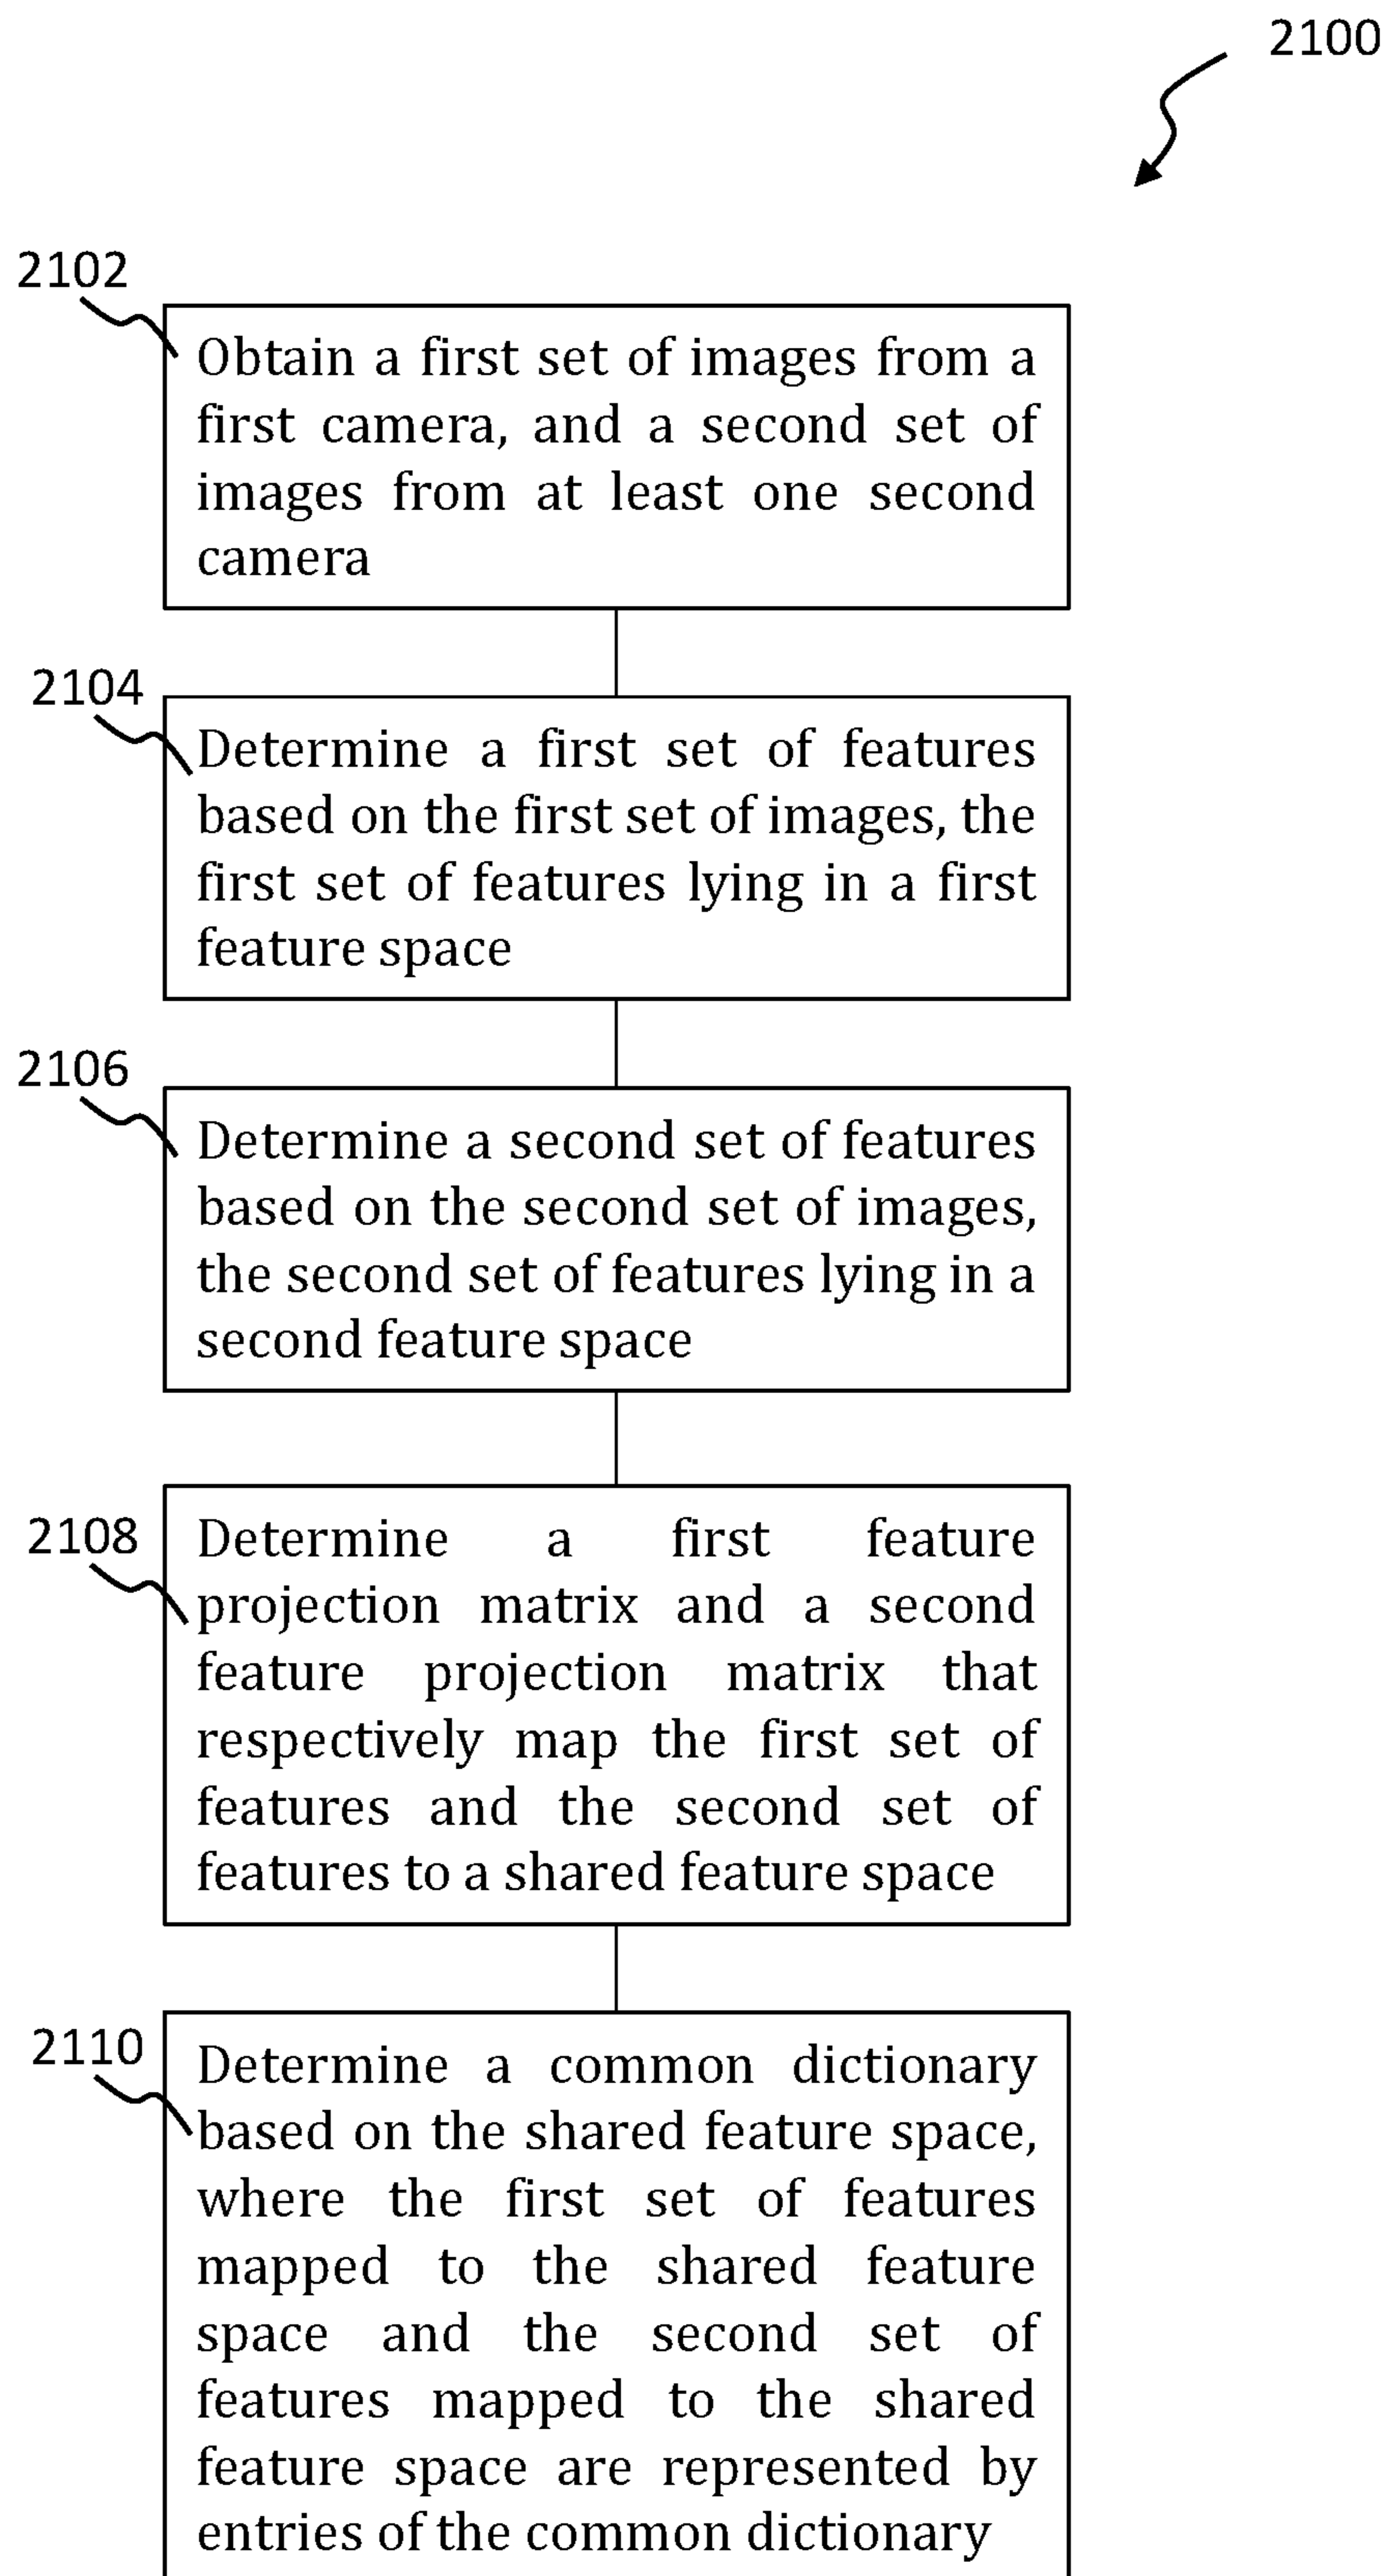 2100
2102
Obtain a first set of images from a
first camera, and a second set of
images from at least one second
camera
2104
Determine a first set of features
based on the first set of images, the
first set of features lying in a first
feature space
2106
Determine a second set of features
based on the second set of images,
the second set of features lying in a
second feature space
2108
Determine a first feature
projection matrix and a second
feature projection matrix that
respectively map the first set of
features and the second set of
features to a shared feature space
2110
Determine a common dictionary
based on the shared feature space,
where the first set of features
mapped to the shared feature
space and the second set of
features mapped to the shared
feature space are represented by
entries of the common dictionary